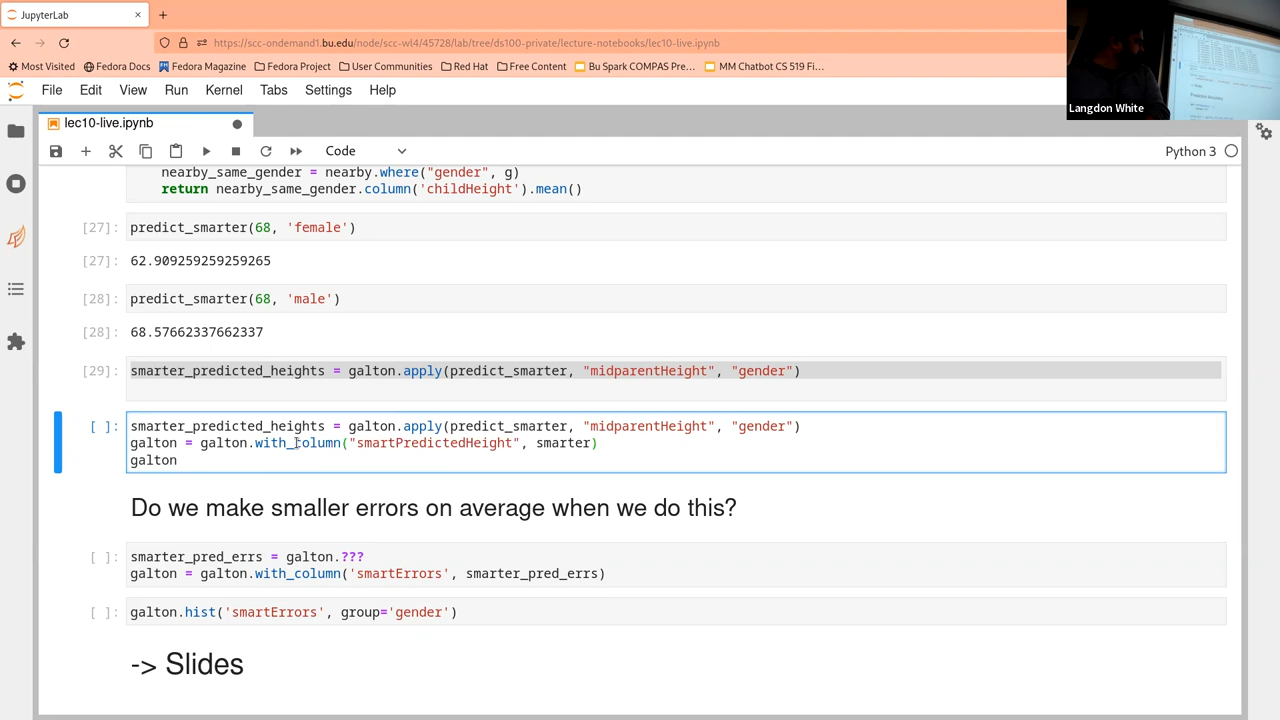 JupyterLab
https://scc-ondemand1.bu.edu/node/scc-wl4/45728/lab/tree/ds100-private/lecture-notebooks/lec10-live.ipynb
Most Visited Fedora Docs Fedora Magazine Fedora Project User Communities Red Hat Free Content Bu Spark COMPAS Pre... MM Chatbot CS 519 Fi...
Langdon White
File Edit View Run Kernel Tabs Settings Help
lec10-live.ipynb
Code
Python 3
nearby_same_gender = nearby.where("gender", g)
return nearby_same_gender.column('childHeight').mean()
[27]: predict_smarter(68, 'female')
[27]: 62.909259259259265
[28]: predict_smarter(68, 'male')
[28]: 68.57662337662337
[29]: smarter_predicted_heights = galton.apply(predict_smarter, "midparentHeight", "gender")
[ ]: smarter_predicted_heights = galton.apply(predict_smarter, "midparentHeight", "gender")
galton = galton.with_column("smartPredictedHeight", smarter)
galton
Do we make smaller errors on average when we do this?
[ ]: smarter_pred_errs = galton.???
galton = galton.with_column('smartErrors', smarter_pred_errs)
[ ]: galton.hist('smartErrors', group='gender')
-> Slides